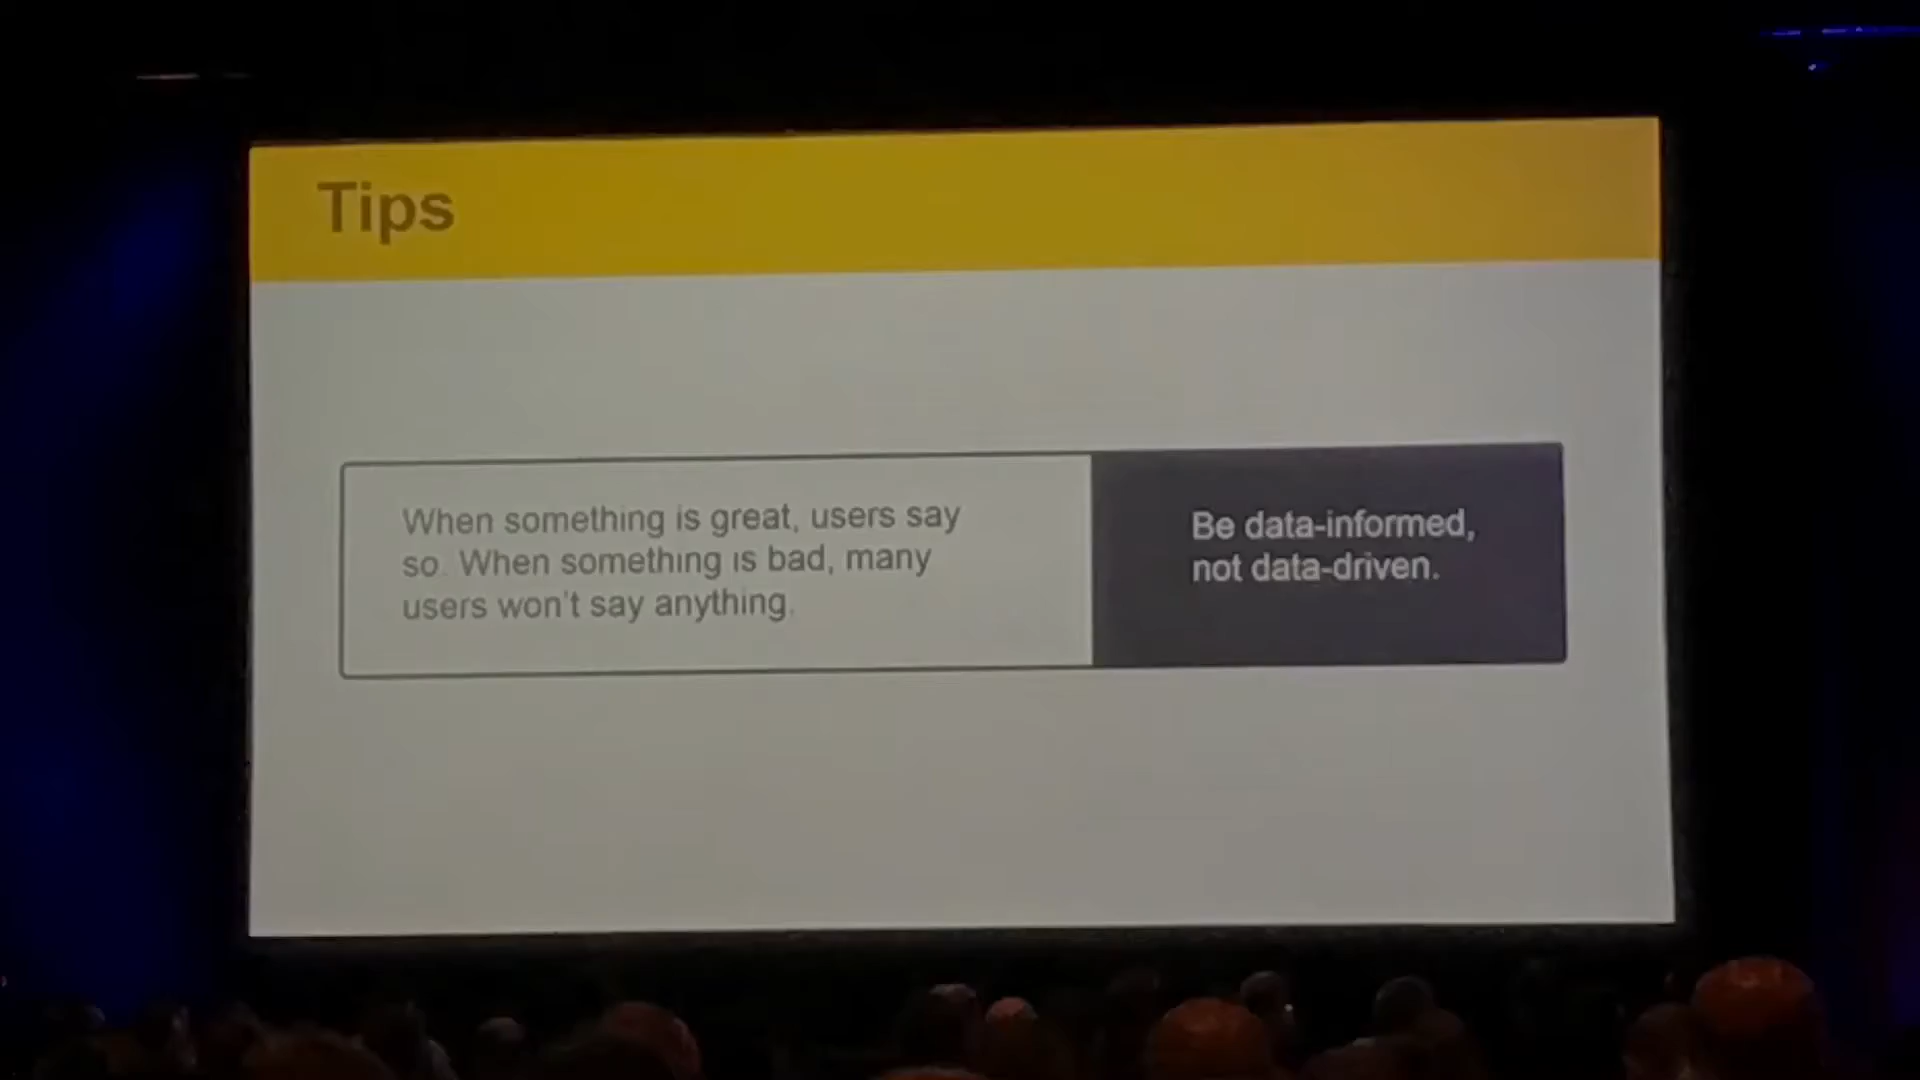 Tips
When something is great, users say
so. When something is bad, many
users won't say anything.
Be data-informed,
not data-driven.